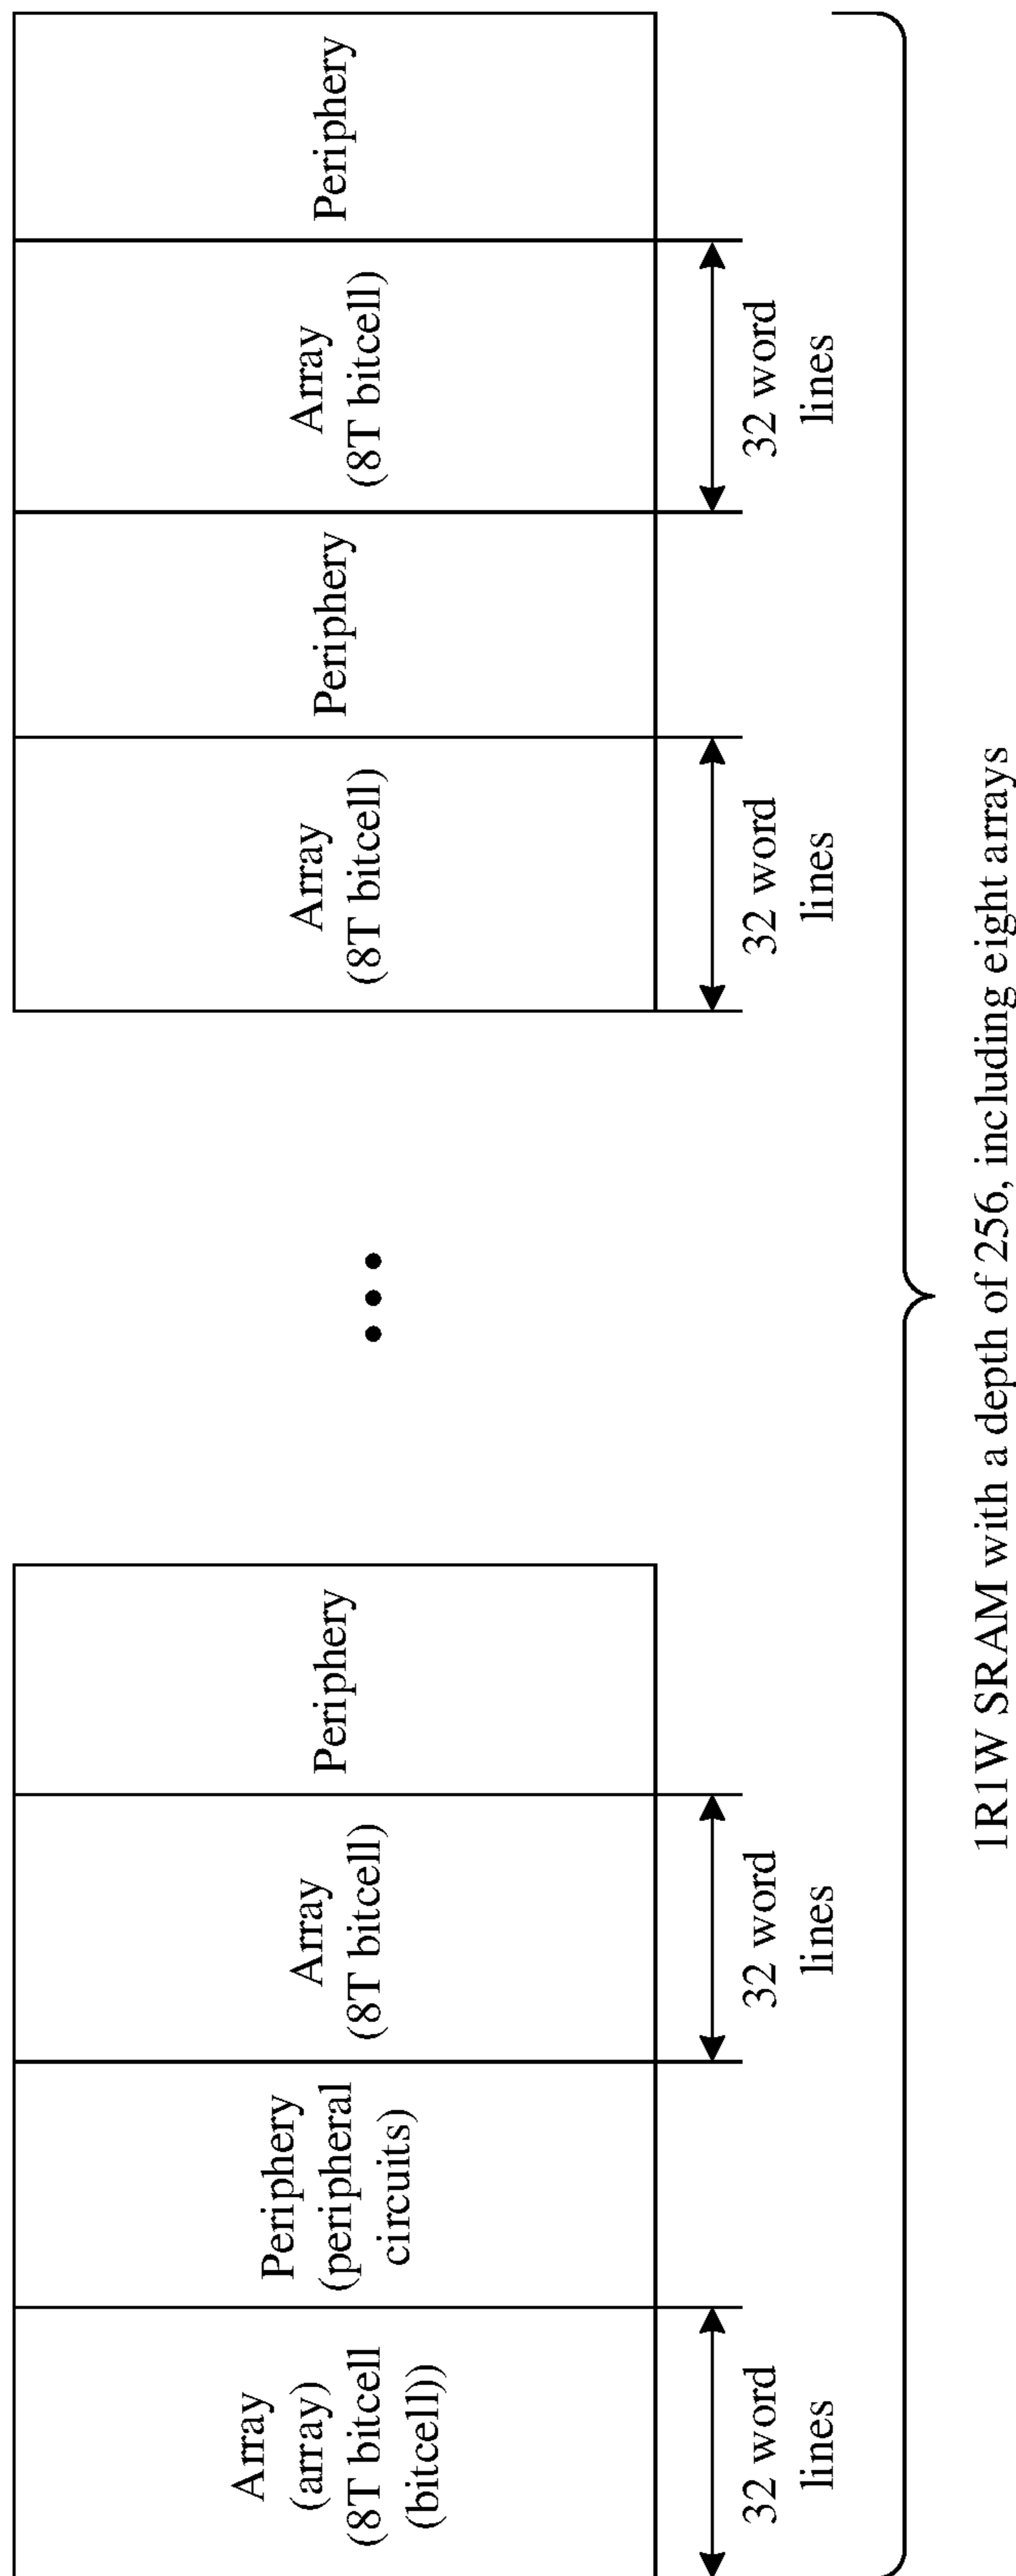 Array
(array)
(8T bitcell
(bitcell))
Periphery
(peripheral
circuits)
Array
(8T bitcell)
Periphery
Array
(8T bitcell)
Periphery
Array
(8T bitcell)
Periphery
32 word
lines
32 word
lines
32 word
lines
32 word
lines
1R1W SRAM with a depth of 256, including eight arrays